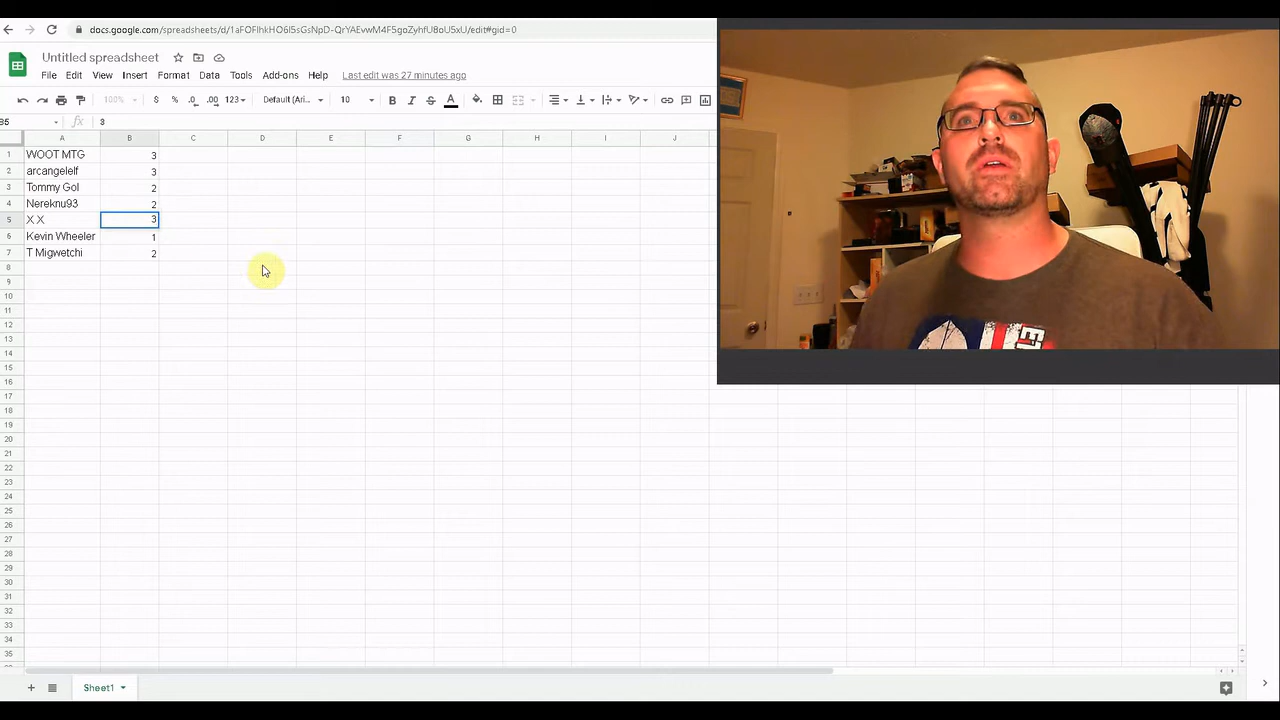 docs.google.com/spreadsheets/d/1aFOFlhkHO6l5sGsNpD-QrYAEvwM4F5goZyhfU8oU5xU/edit#gid=0
Untitled spreadsheet
File Edit View Insert Format Data Tools Add-ons Help Last edit was 27 minutes ago
100% $ % .0 .00 123 Default (Ari... 10 B I S A
B5 fx 3
A B C D E F G H I J
1 WOOT MTG 3
2 arcangelelf 3
3 Tommy Gol 2
4 Nereknu93 2
5 X X 3
6 Kevin Wheeler 1
7 T Migwetchi 2
8
9
10
11
12
13
14
15
16
17
18
19
20
21
22
23
24
25
26
27
28
29
30
31
32
33
34
35
Sheet1